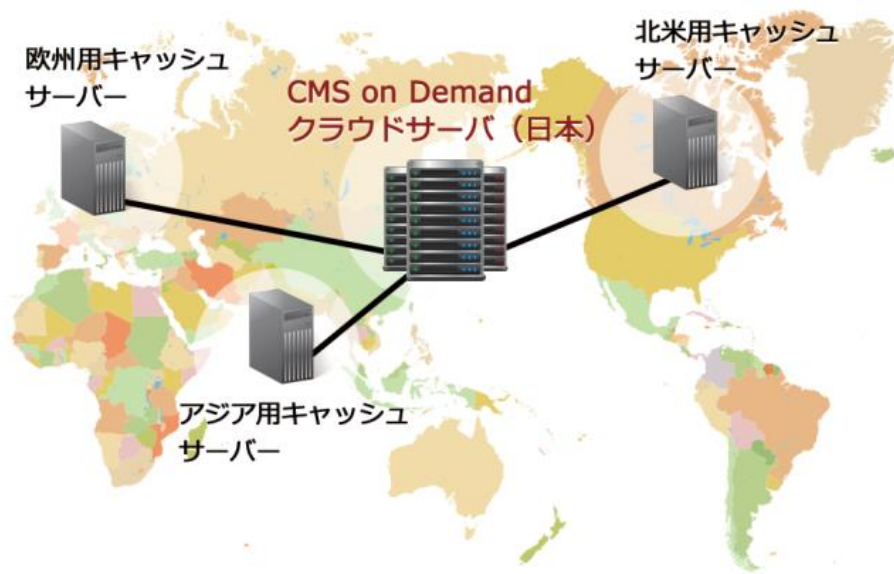 欧州用キャッシュ
サーバー
CMS on Demand
クラウドサーバ（日本）
北米用キャッシュ
サーバー
アジア用キャッシュ
サーバー